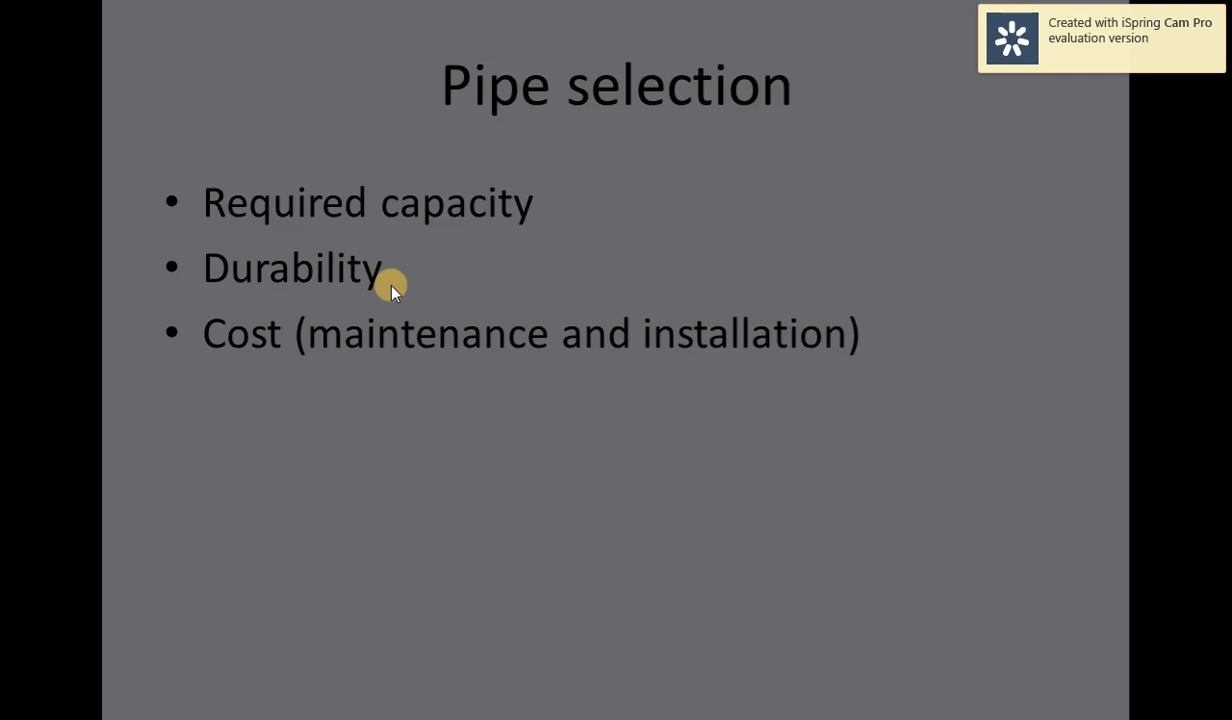 Created with iSpring Cam Pro
evaluation version
Pipe selection
• Required capacity
• Durability
• Cost (maintenance and installation)